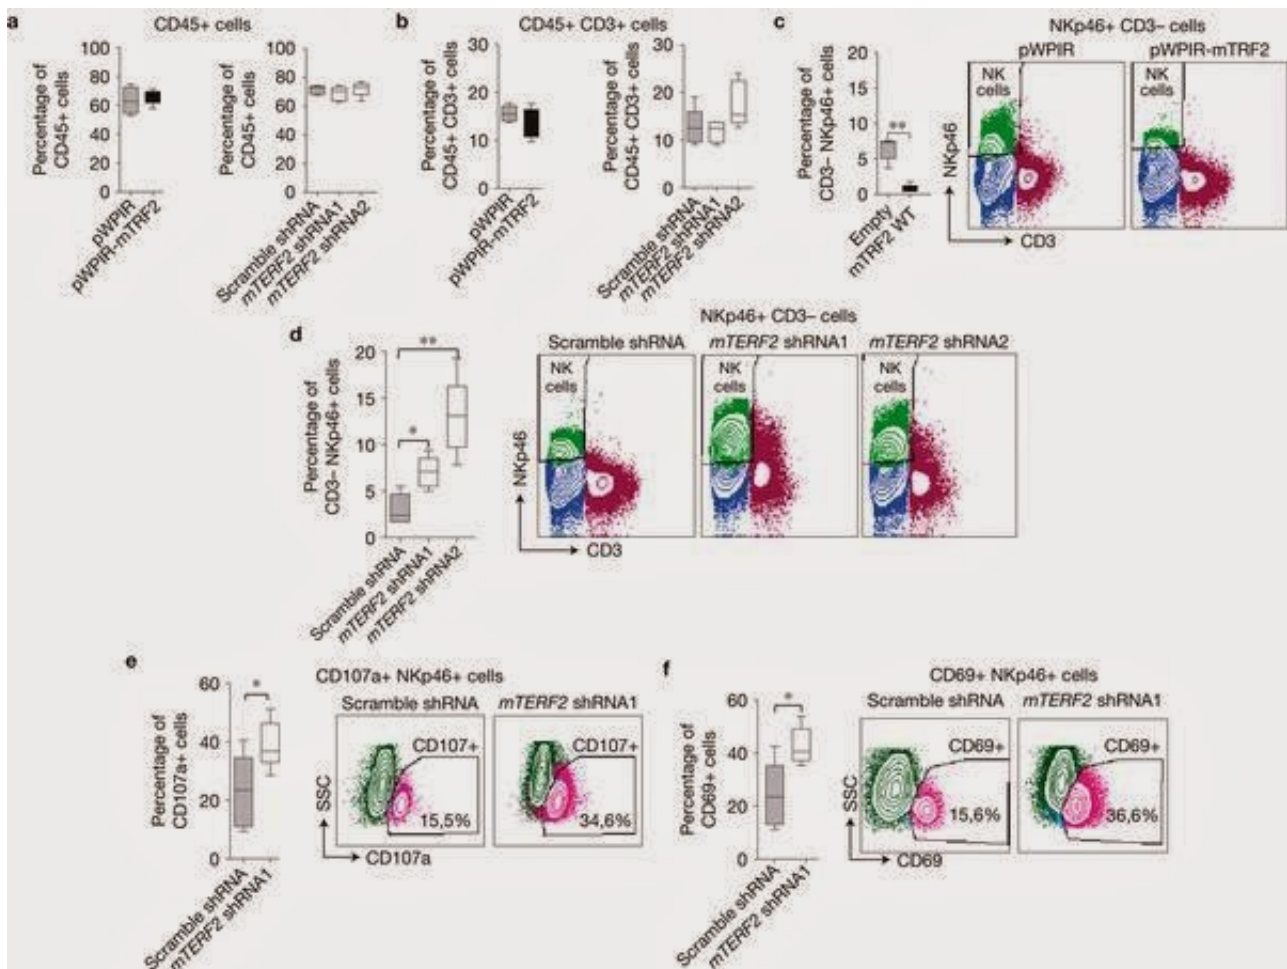 a
CD45+ cells
Percentage of
CD45+ cells
100
80
60
40
20
0
pWPIR
pWPIR-mTRF2
Percentage of
CD45+ cells
100
80
60
40
20
0
Scramble shRNA
mTERF2 shRNA1
mTERF2 shRNA2
b
CD45+ CD3+ cells
Percentage of
CD45+ CD3+ cells
30
20
10
0
pWPIR
pWPIR-mTRF2
Percentage of
CD45+ CD3+ cells
30
20
10
0
Scramble shRNA
mTERF2 shRNA1
mTERF2 shRNA2
c
NKp46+ CD3– cells
Percentage of
CD3– NKp46+ cells
20
15
10
5
0
**
Empty
mTRF2 WT
pWPIR
pWPIR-mTRF2
NK
cells
NK
cells
NKp46
CD3
d
NKp46+ CD3– cells
Percentage of
CD3– NKp46+ cells
20
15
10
5
0
**
*
Scramble shRNA
mTERF2 shRNA1
mTERF2 shRNA2
Scramble shRNA
mTERF2 shRNA1
mTERF2 shRNA2
NK
cells
NK
cells
NK
cells
NKp46
CD3
e
CD107a+ NKp46+ cells
Percentage of
CD107a+ cells
60
40
20
0
*
Scramble shRNA
mTERF2 shRNA1
Scramble shRNA
mTERF2 shRNA1
CD107+
CD107+
15,5%
34,6%
SSC
CD107a
f
CD69+ NKp46+ cells
Percentage of
CD69+ cells
60
40
20
0
*
Scramble shRNA
mTERF2 shRNA1
Scramble shRNA
mTERF2 shRNA1
CD69+
CD69+
15,6%
36,6%
SSC
CD69